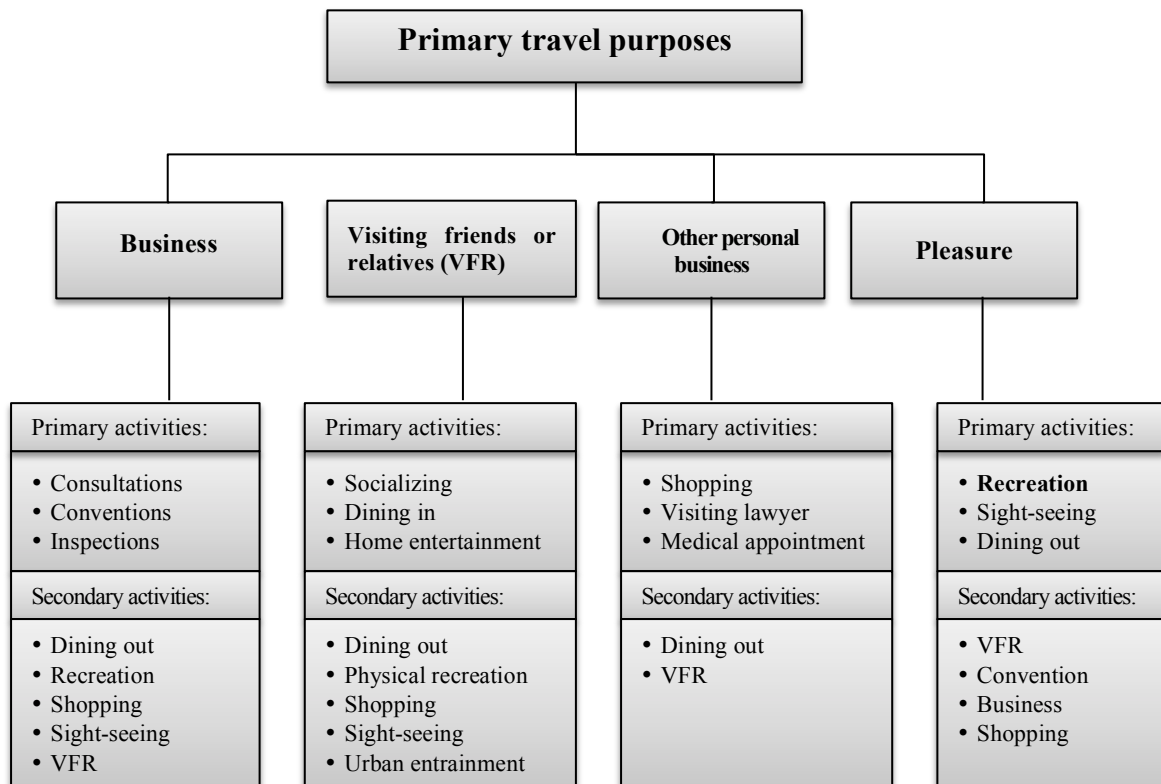 Primary travel purposes
Business
Visiting friends or
relatives (VFR)
Other personal
business
Pleasure
Primary activities:
• Consultations
• Conventions
• Inspections
Secondary activities:
• Dining out
• Recreation
• Shopping
• Sight-seeing
• VFR
Primary activities:
• Socializing
• Dining in
• Home entertainment
Secondary activities:
• Dining out
• Physical recreation
• Shopping
• Sight-seeing
• Urban entrainment
Primary activities:
• Shopping
• Visiting lawyer
• Medical appointment
Secondary activities:
• Dining out
• VFR
Primary activities:
• Recreation
• Sight-seeing
• Dining out
Secondary activities:
• VFR
• Convention
• Business
• Shopping